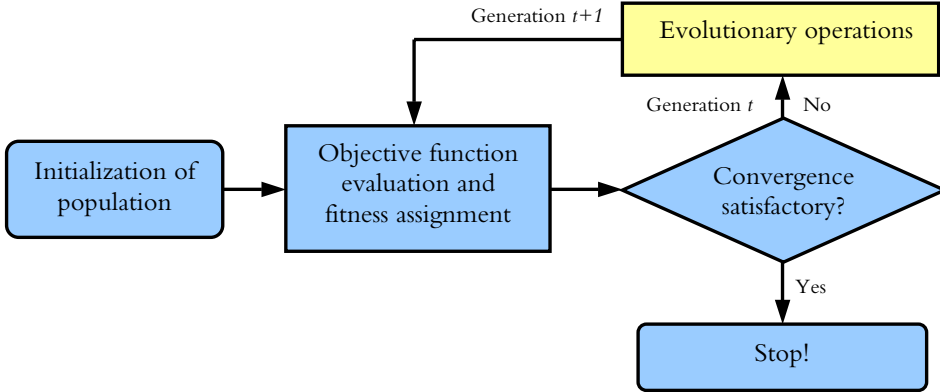 Generation t+1
Evolutionary operations
Generation t
No
Initialization of
population
Objective function
evaluation and
fitness assignment
Convergence
satisfactory?
Yes
Stop!